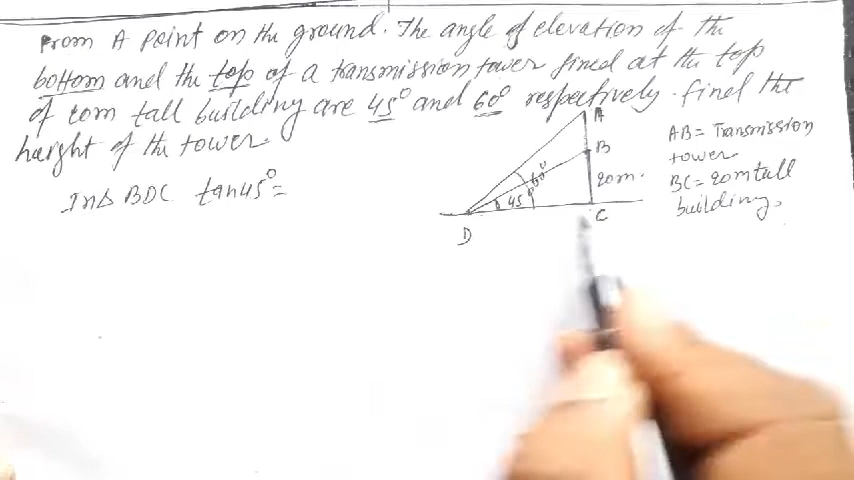 From A point on the ground. The angle of elevation of the
bottom and the top of a transmission tower fined at the top
of 20m tall building are 45° and 60° respectively. find the
height of the tower.
In Δ BDC tan45° =
A
B
20m.
60°
45°
C
D
AB = Transmission
tower
BC = 20m tall
building.